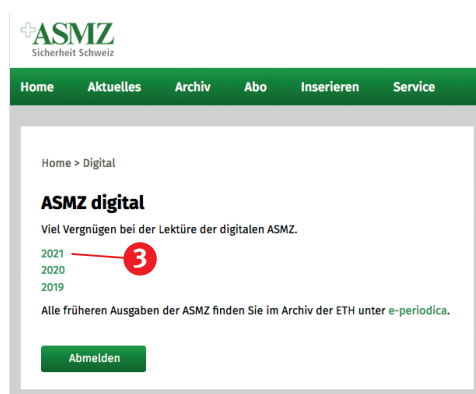 ASMZ
Sicherheit Schweiz
Home Aktuelles Archiv Abo Inserieren Service
Home > Digital
ASMZ digital
Viel Vergnügen bei der Lektüre der digitalen ASMZ.
2021
3
2020
2019
Alle früheren Ausgaben der ASMZ finden Sie im Archiv der ETH unter e-periodica.
Abmelden